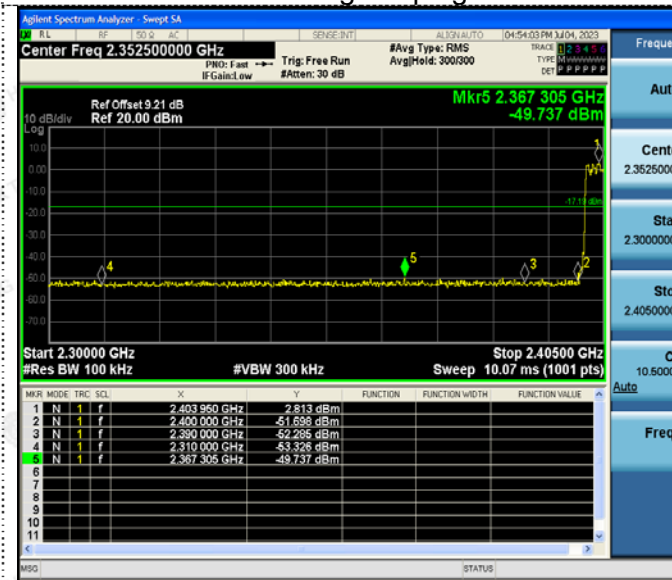 Agilent Spectrum Analyzer - Swept SA
RL RF 50 Ω AC SENSE:INT ALIGN AUTO 04:54:03 PM Jul 04, 2023
Center Freq 2.352500000 GHz #Avg Type: RMS TRACE 1 2 3 4 5 6
PNO: Fast Trig: Free Run Avg|Hold: 300/300 TYPE M WWWWW
IFGain:Low #Atten: 30 dB DET P P P P P P
Mkr5 2.367 305 GHz
-49.737 dBm
Ref Offset 9.21 dB
10 dB/div Ref 20.00 dBm
Log
10.0
0.00
-10.0
-20.0
-30.0
-40.0
-50.0
-60.0
-70.0
-17.19 dBm
1
4
5
3
2
Start 2.30000 GHz Stop 2.40500 GHz
#Res BW 100 kHz #VBW 300 kHz Sweep 10.07 ms (1001 pts)
MKR MODE TRC SCL X Y FUNCTION FUNCTION WIDTH FUNCTION VALUE
1 N 1 f 2.403 950 GHz 2.813 dBm
2 N 1 f 2.400 000 GHz -51.698 dBm
3 N 1 f 2.390 000 GHz -52.285 dBm
4 N 1 f 2.310 000 GHz -53.326 dBm
5 N 1 f 2.367 305 GHz -49.737 dBm
6
7
8
9
10
11
MSG STATUS
Freque
Aut
Cent
2.3525000
Sta
2.3000000
Sto
2.4050000
C
10.5000
Auto
Freq